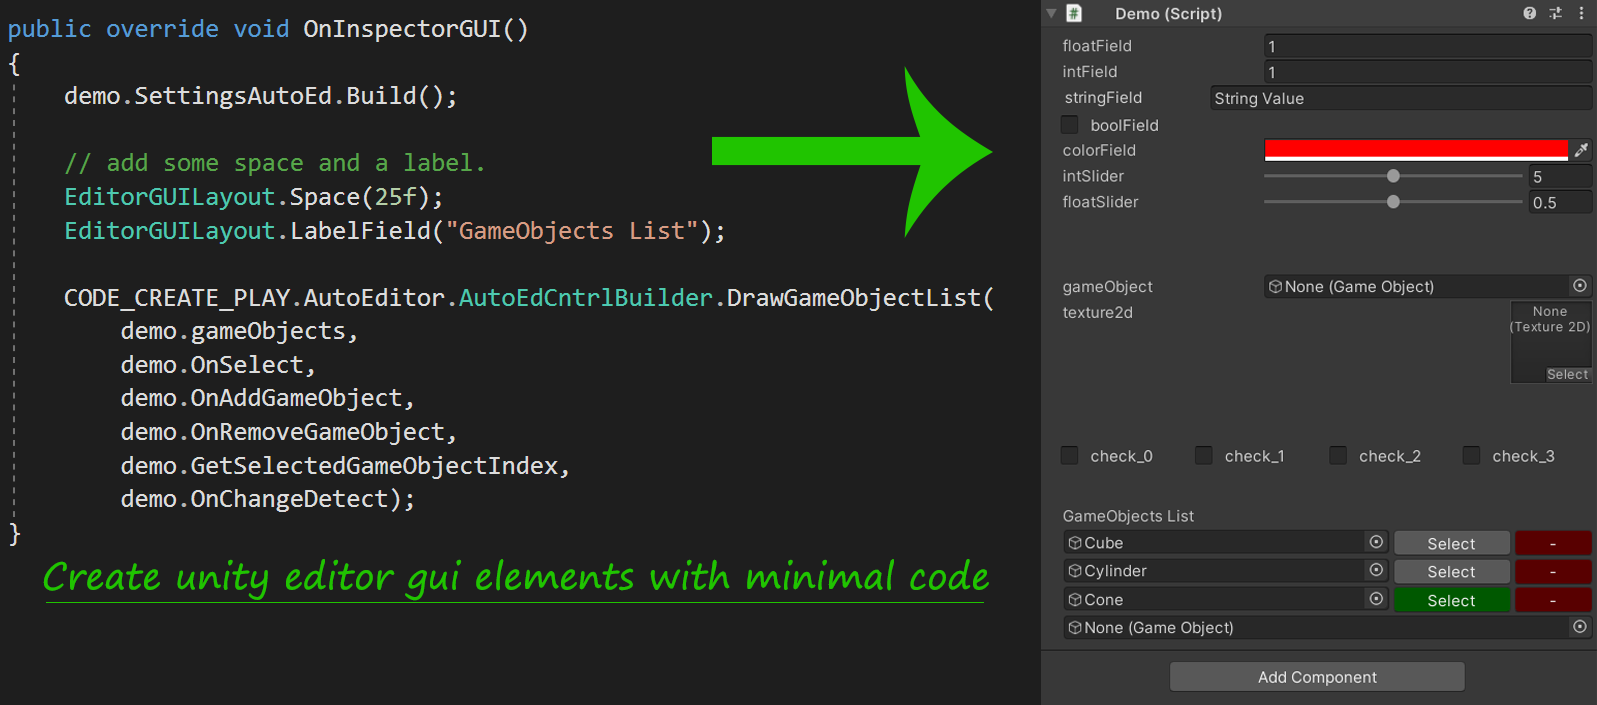 public override void OnInspectorGUI()
{
demo.SettingsAutoEd.Build();
// add some space and a label.
EditorGUILayout.Space(25f);
EditorGUILayout.LabelField("GameObjects List");
CODE_CREATE_PLAY.AutoEditor.AutoEdCntrlBuilder.DrawGameObjectList(
demo.gameObjects,
demo.OnSelect,
demo.OnAddGameObject,
demo.OnRemoveGameObject,
demo.GetSelectedGameObjectIndex,
demo.OnChangeDetect);
}
Create unity editor gui elements with minimal code
# Demo (Script)
floatField 1
intField 1
stringField String Value
boolField
colorField
intSlider 5
floatSlider 0.5
gameObject None (Game Object)
texture2d None
(Texture 2D)
Select
check_0 check_1 check_2 check_3
GameObjects List
Cube Select -
Cylinder Select -
Cone Select -
None (Game Object)
Add Component